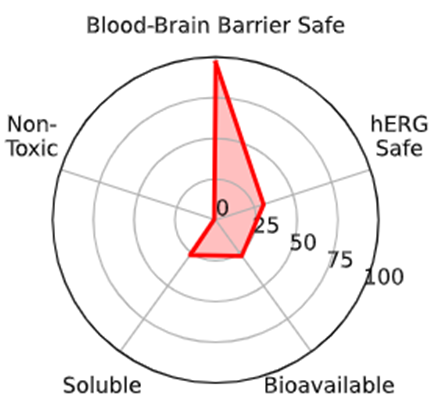 Blood-Brain Barrier Safe
Non-
Toxic
hERG
Safe
0
25
50
75
100
Soluble
Bioavailable